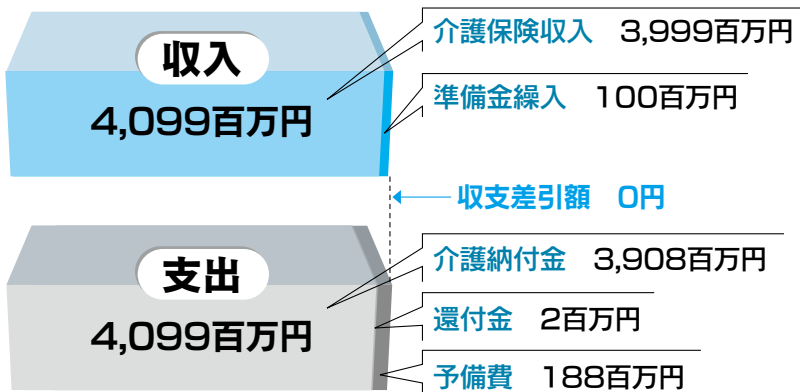 収入
4,099百万円
介護保険収入 3,999百万円
準備金繰入 100百万円
収支差引額 0円
支出
4,099百万円
介護納付金 3,908百万円
還付金 2百万円
予備費 188百万円